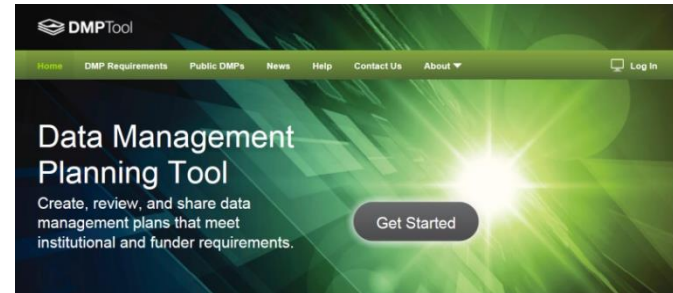 DMPTool
Home DMP Requirements Public DMPs News Help Contact Us About Log In
Data Management
Planning Tool
Create, review, and share data
management plans that meet
institutional and funder requirements.
Get Started